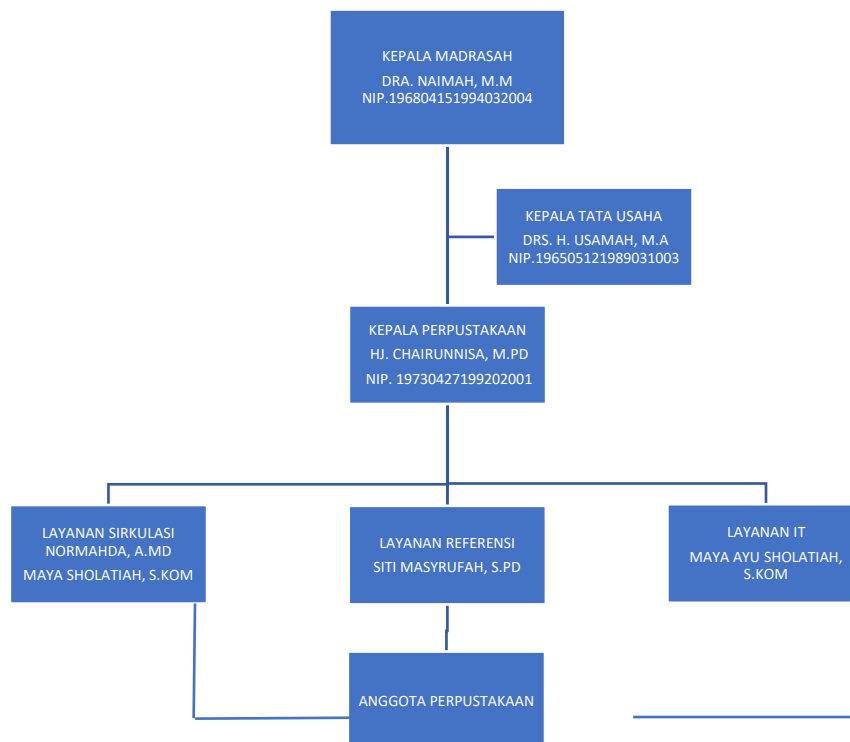 KEPALA MADRASAH
DRA. NAIMAH, M.M
NIP.196804151994032004
KEPALA TATA USAHA
DRS. H. USAMAH, M.A
NIP.196505121989031003
KEPALA PERPUSTAKAAN
HJ. CHAIRUNNISA, M.PD
NIP. 19730427199202001
LAYANAN SIRKULASI
NORMAHDA, A.MD
MAYA SHOLATIAH, S.KOM
LAYANAN REFERENSI
SITI MASYRUFAH, S.PD
LAYANAN IT
MAYA AYU SHOLATIAH,
S.KOM
ANGGOTA PERPUSTAKAAN